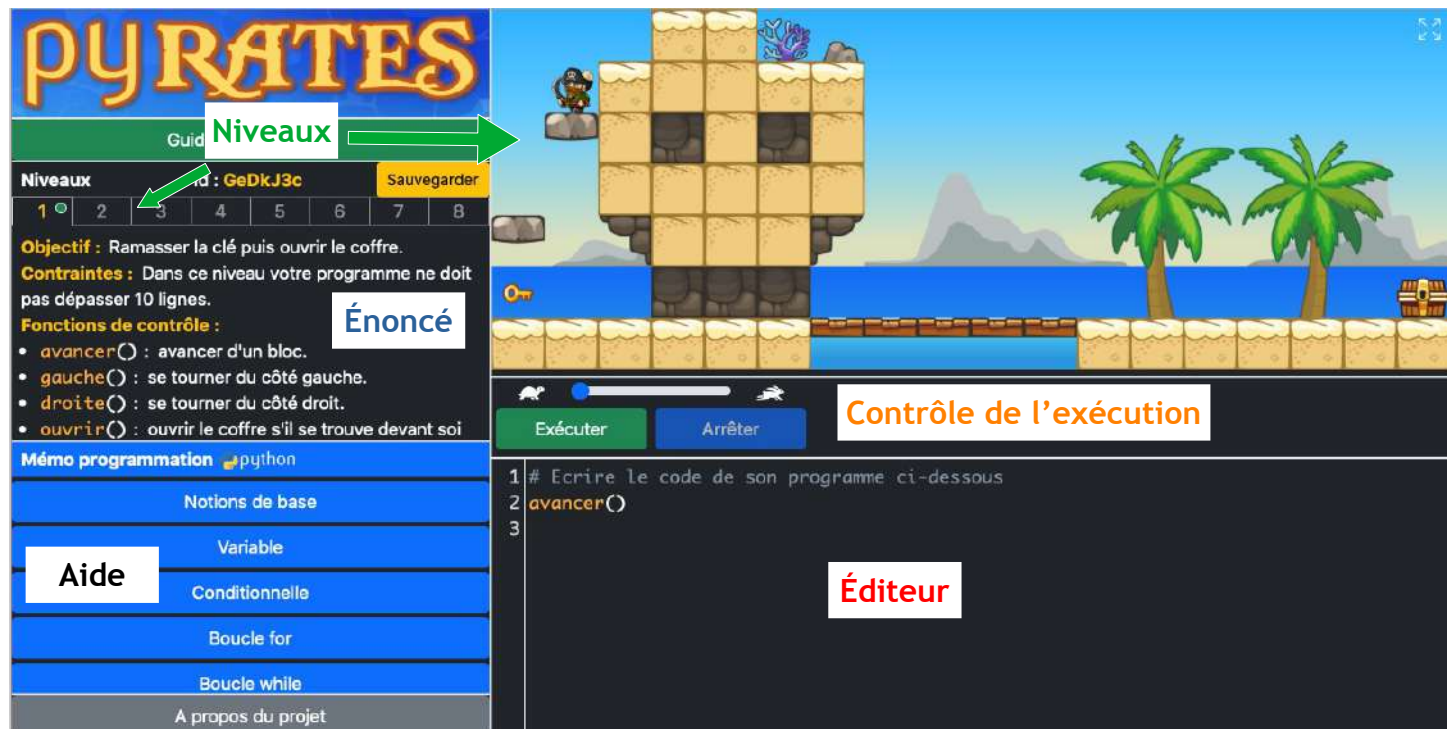 pyRATES
Guid
Niveaux
Niveaux
d : GeDkJ3c
Sauvegarder
1 2 3 4 5 6 7 8
Objectif : Ramasser la clé puis ouvrir le coffre.
Contraintes : Dans ce niveau votre programme ne doit
pas dépasser 10 lignes.
Énoncé
Fonctions de contrôle :
• avancer() : avancer d'un bloc.
• gauche() : se tourner du côté gauche.
• droite() : se tourner du côté droit.
• ouvrir() : ouvrir le coffre s'il se trouve devant soi
Mémo programmation python
Notions de base
Variable
Aide
Conditionnelle
Boucle for
Boucle while
A propos du projet
Exécuter
Arrêter
Contrôle de l'exécution
1 # Ecrire le code de son programme ci-dessous
2 avancer()
3
Éditeur